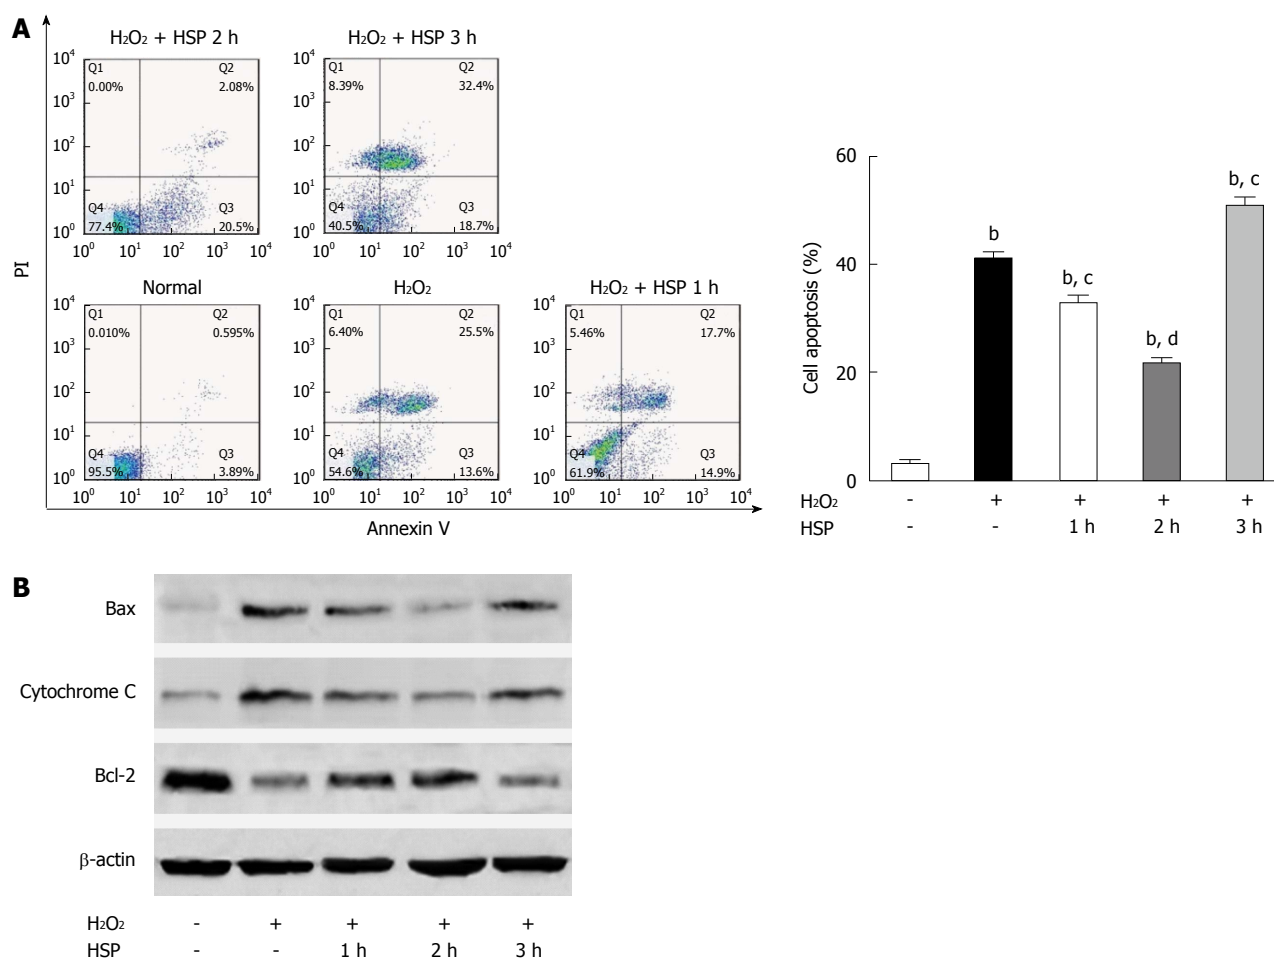 A
H₂O₂ + HSP 2 h
H₂O₂ + HSP 3 h
10⁴
10³
10²
10¹
10⁰
Q1
0.00%
Q2
2.08%
Q4
77.4%
Q3
20.5%
10⁰ 10¹ 10² 10³ 10⁴
10⁴
10³
10²
10¹
10⁰
Q1
8.39%
Q2
32.4%
Q4
40.5%
Q3
18.7%
10⁰ 10¹ 10² 10³ 10⁴
PI
Normal
H₂O₂
H₂O₂ + HSP 1 h
10⁴
10³
10²
10¹
10⁰
Q1
0.010%
Q2
0.595%
Q4
95.5%
Q3
3.89%
10⁰ 10¹ 10² 10³ 10⁴
10⁴
10³
10²
10¹
10⁰
Q1
6.40%
Q2
25.5%
Q4
54.6%
Q3
13.6%
10⁰ 10¹ 10² 10³ 10⁴
10⁴
10³
10²
10¹
10⁰
Q1
5.46%
Q2
17.7%
Q4
61.9%
Q3
14.9%
10⁰ 10¹ 10² 10³ 10⁴
Annexin V
Cell apoptosis (%)
60
40
20
0
b
b, c
b, d
b, c
H₂O₂ - + + + +
HSP - - 1 h 2 h 3 h
B
Bax
Cytochrome C
Bcl-2
β-actin
H₂O₂ - + + + +
HSP - - 1 h 2 h 3 h